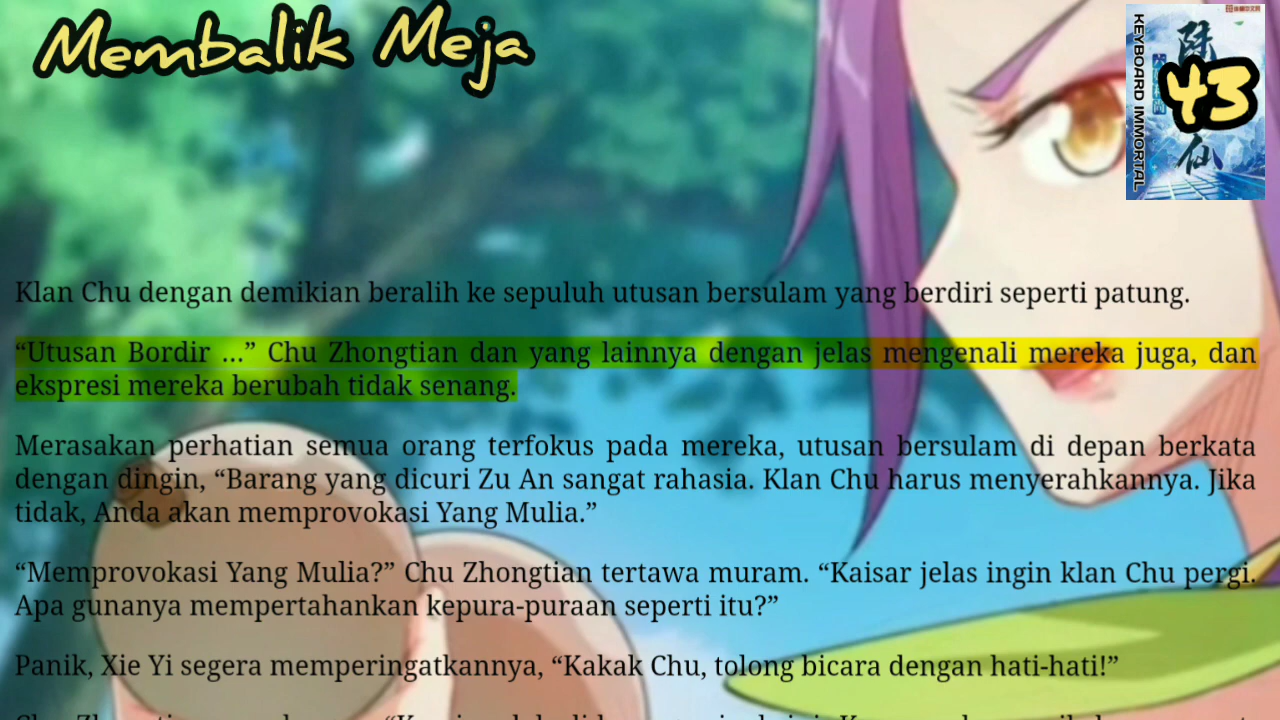 Membalik Meja
KEYBOARD IMMORTAL
43
Klan Chu dengan demikian beralih ke sepuluh utusan bersulam yang berdiri seperti patung.
“Utusan Bordir ...” Chu Zhongtian dan yang lainnya dengan jelas mengenali mereka juga, dan
ekspresi mereka berubah tidak senang.
Merasakan perhatian semua orang terfokus pada mereka, utusan bersulam di depan berkata
dengan dingin, “Barang yang dicuri Zu An sangat rahasia. Klan Chu harus menyerahkannya. Jika
tidak, Anda akan memprovokasi Yang Mulia.”
“Memprovokasi Yang Mulia?” Chu Zhongtian tertawa muram. “Kaisar jelas ingin klan Chu pergi.
Apa gunanya mempertahankan kepura-puraan seperti itu?”
Panik, Xie Yi segera memperingatkannya, “Kakak Chu, tolong bicara dengan hati-hati!”